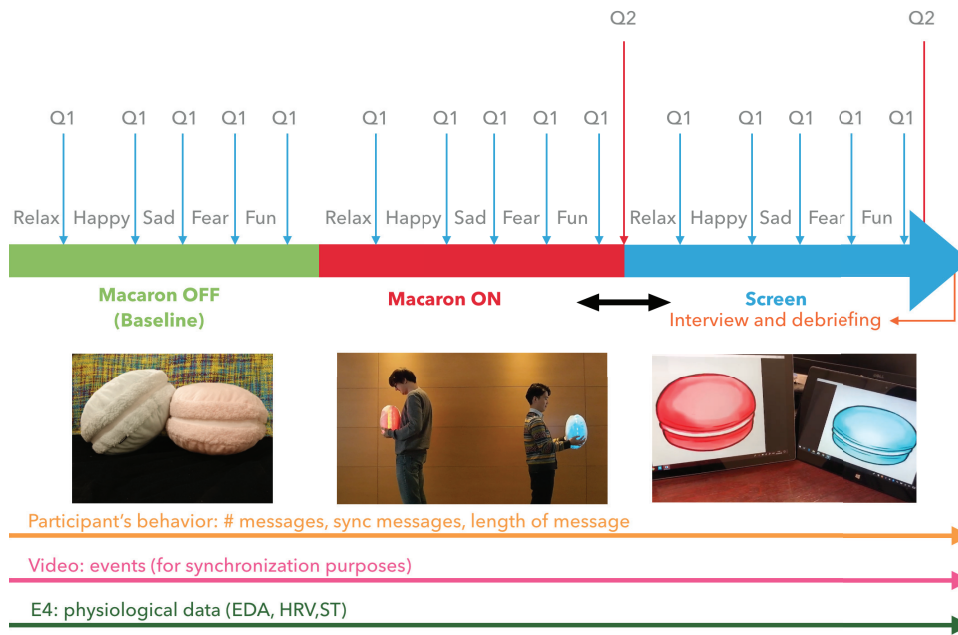 Q2 Q2
Q1 Q1 Q1 Q1 Q1 Q1 Q1 Q1 Q1 Q1 Q1 Q1 Q1 Q1 Q1
Relax Happy Sad Fear Fun Relax Happy Sad Fear Fun Relax Happy Sad Fear Fun
Macaron OFF
(Baseline)
Macaron ON
Screen
Interview and debriefing
Participant's behavior: # messages, sync messages, length of message
Video: events (for synchronization purposes)
E4: physiological data (EDA, HRV,ST)